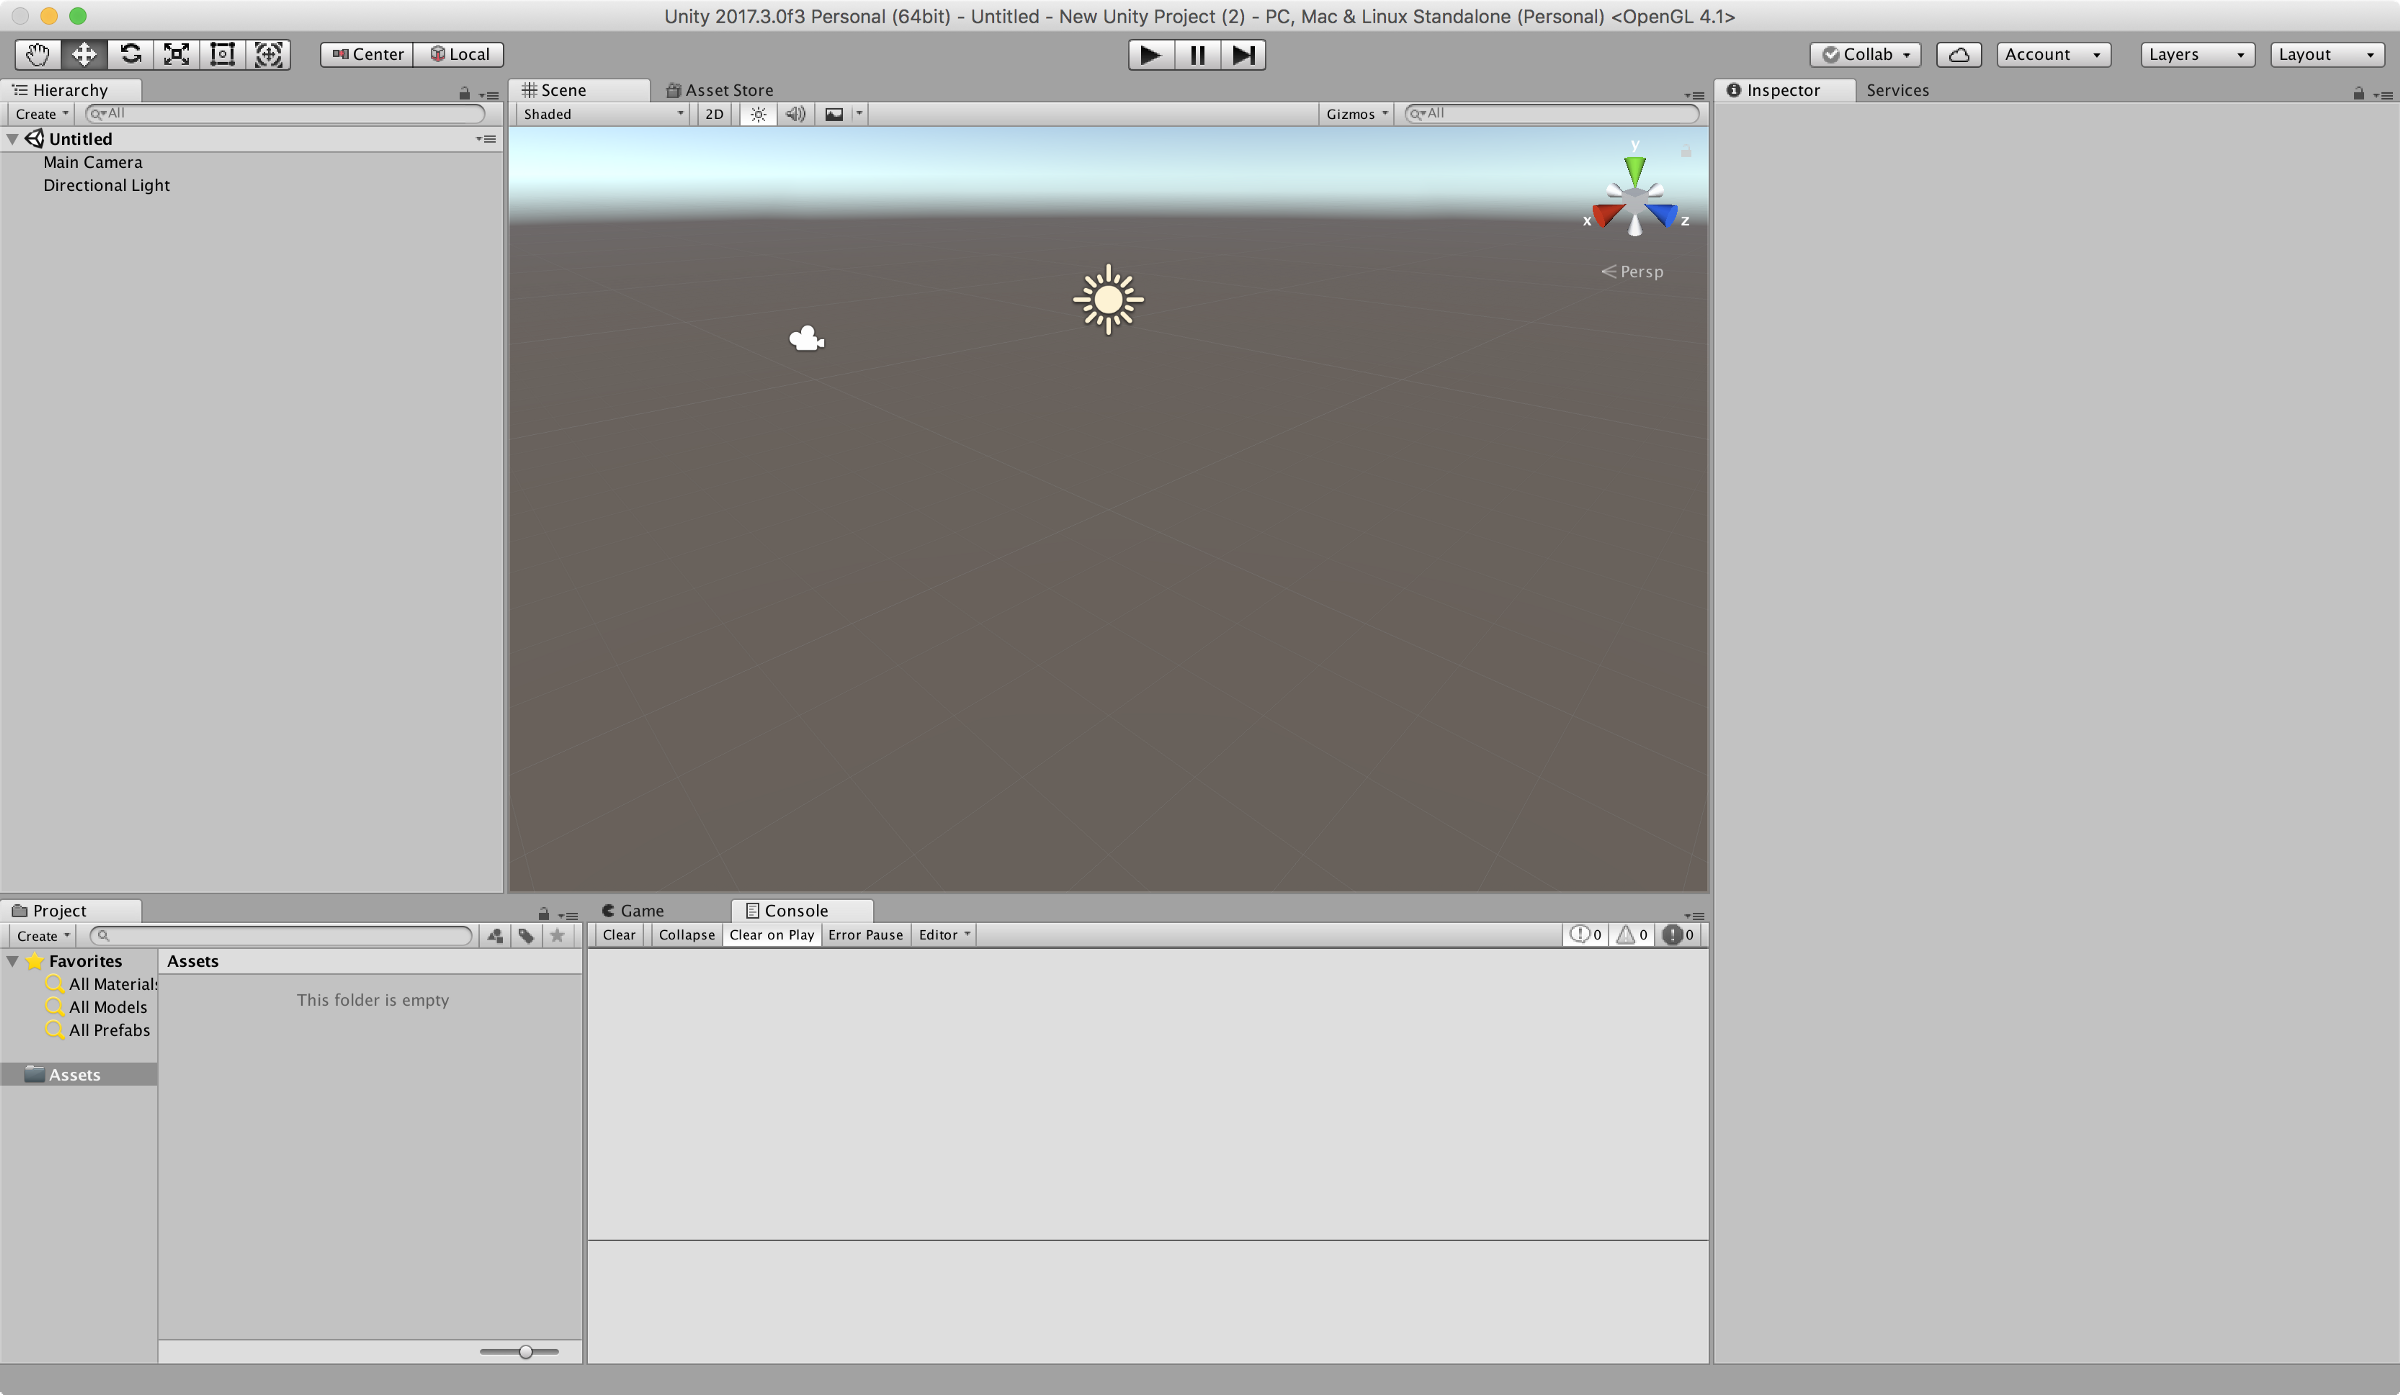 Unity 2017.3.0f3 Personal (64bit) - Untitled - New Unity Project (2) - PC, Mac & Linux Standalone (Personal) <OpenGL 4.1>
Center Local Collab Account Layers Layout
Hierarchy
Create All
Untitled
Main Camera
Directional Light
Scene Asset Store
Shaded 2D Gizmos All
y
x z
Persp
Inspector Services
Project
Create
Favorites
All Materials
All Models
All Prefabs
Assets
Assets
This folder is empty
Game Console
Clear Collapse Clear on Play Error Pause Editor 0 0 0